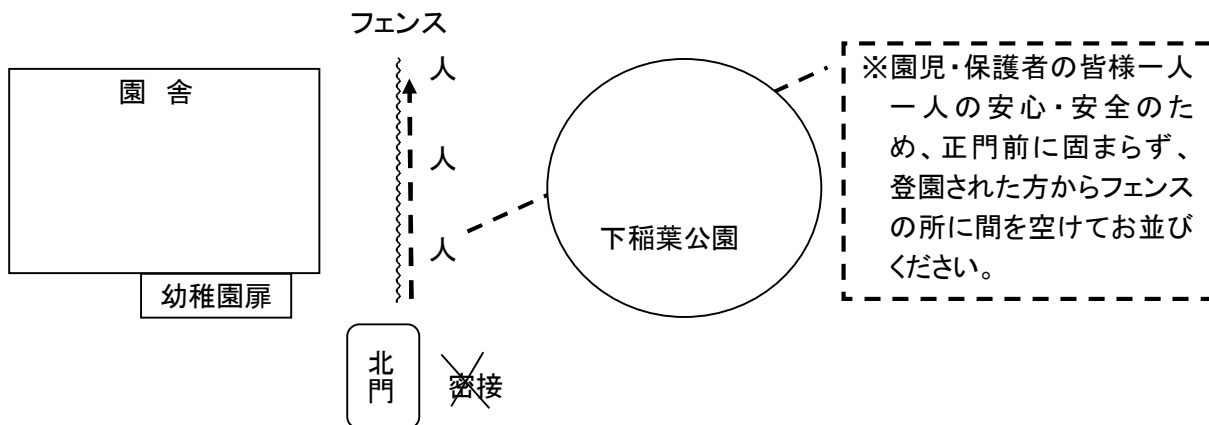 フェンス
園 舎
人
人
人
下稲葉公園
幼稚園扉
北
門
密接
※園児・保護者の皆様一人
一人の安心・安全のた
め、正門前に固まらず、
登園された方からフェンス
の所に間を空けてお並び
ください。